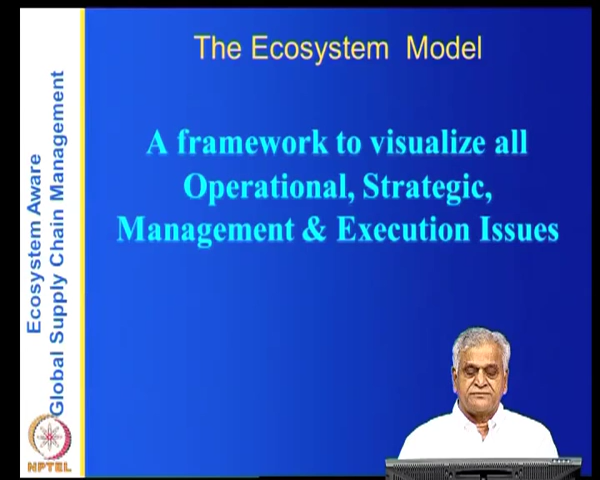 The Ecosystem Model
A framework to visualize all
Operational, Strategic,
Management & Execution Issues
Ecosystem Aware
Global Supply Chain Management
NPTEL